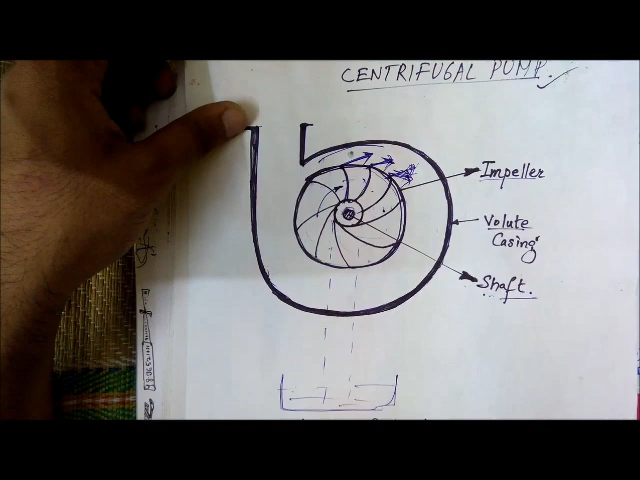 CENTRIFUGAL PUMP.
Impeller
Volute
Casing
Shaft.